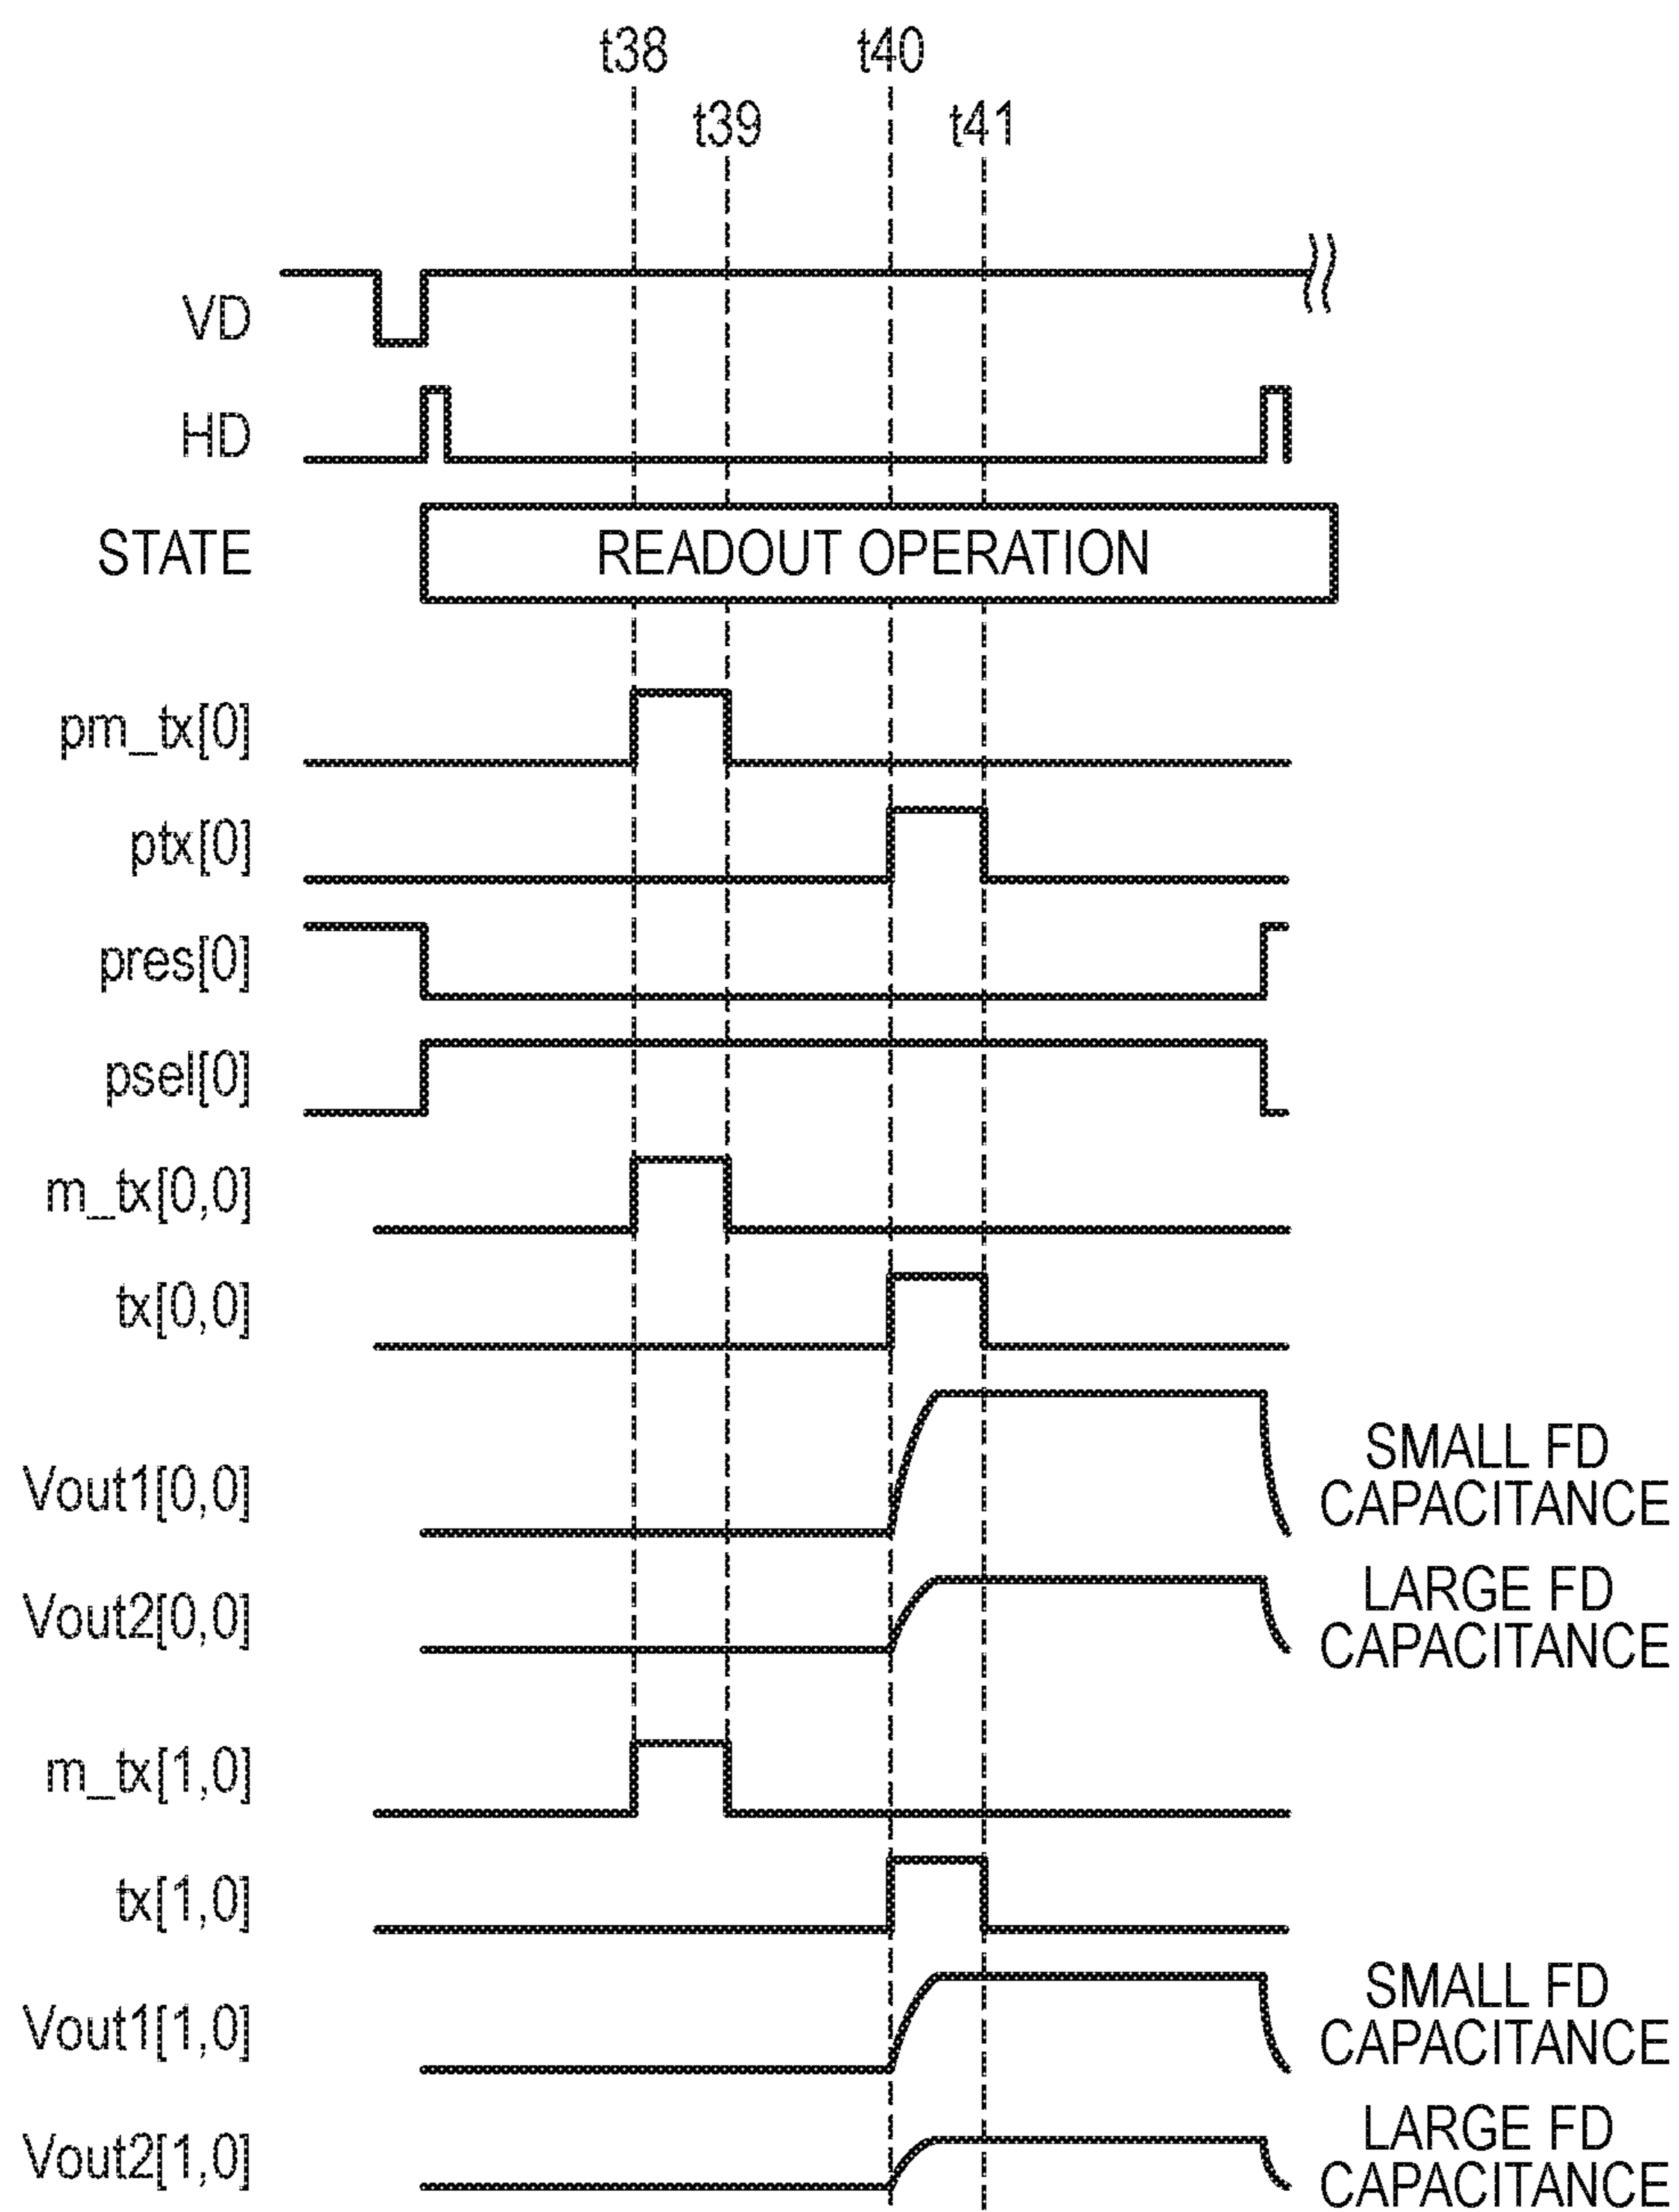 t38
t40
t39
t41
VD
HD
STATE
READOUT OPERATION
pm_tx[0]
ptx[0]
pres[0]
psel[0]
m_tx[0,0]
tx[0,0]
Vout1[0,0]
SMALL FD
CAPACITANCE
Vout2[0,0]
LARGE FD
CAPACITANCE
m_tx[1,0]
tx[1,0]
Vout1[1,0]
SMALL FD
CAPACITANCE
Vout2[1,0]
LARGE FD
CAPACITANCE